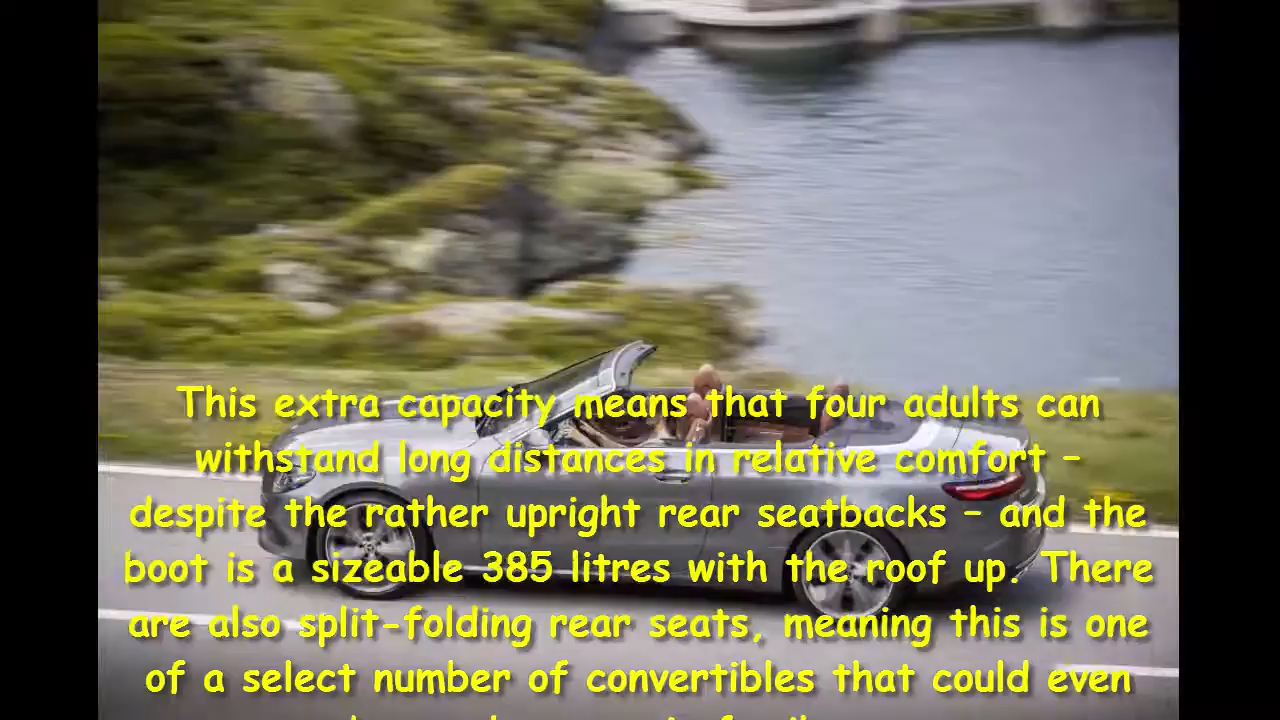 This extra capacity means that four adults can
withstand long distances in relative comfort –
despite the rather upright rear seatbacks – and the
boot is a sizeable 385 litres with the roof up. There
are also split-folding rear seats, meaning this is one
of a select number of convertibles that could even